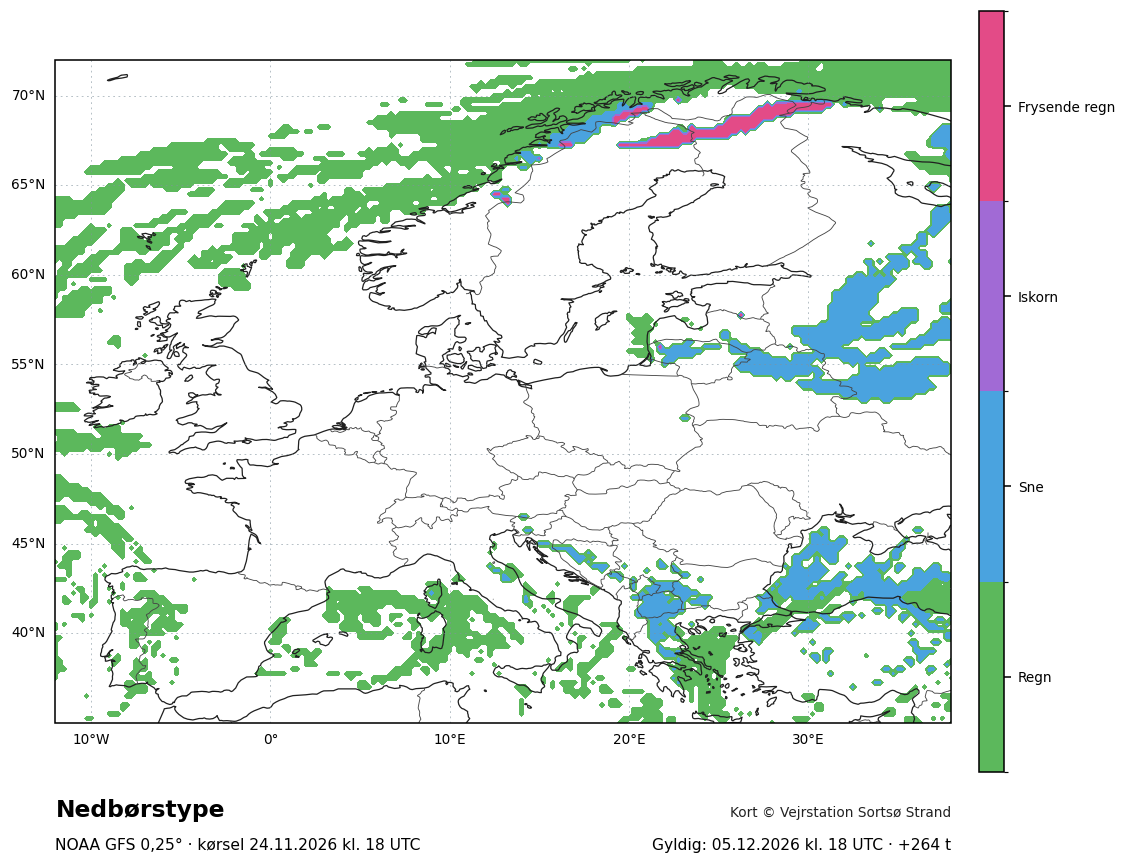 70°N
65°N
60°N
55°N
50°N
45°N
40°N
10°W
0°
10°E
20°E
30°E
Frysende regn
Iskorn
Sne
Regn
Nedbørstype
Kort © Vejrstation Sortsø Strand
NOAA GFS 0,25° · kørsel 24.11.2026 kl. 18 UTC
Gyldig: 05.12.2026 kl. 18 UTC · +264 t